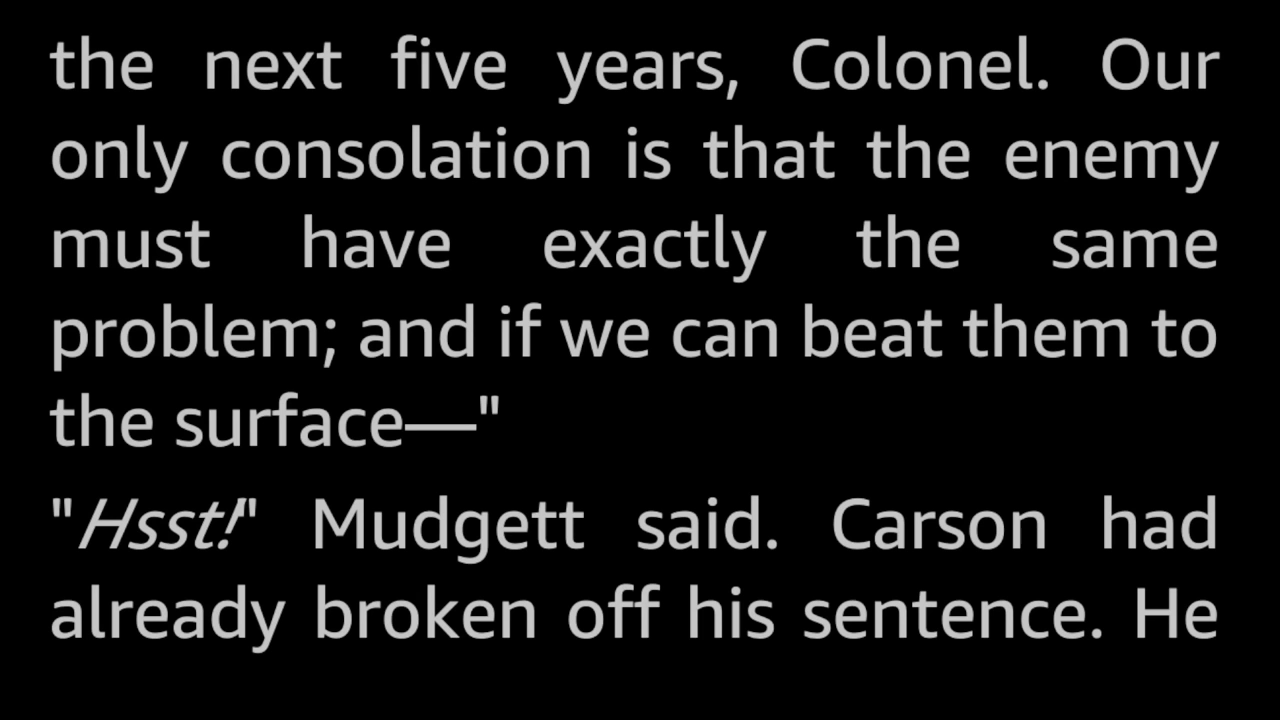 the next five years, Colonel. Our
only consolation is that the enemy
must have exactly the same
problem; and if we can beat them to
the surface—"
"Hsst!" Mudgett said. Carson had
already broken off his sentence. He